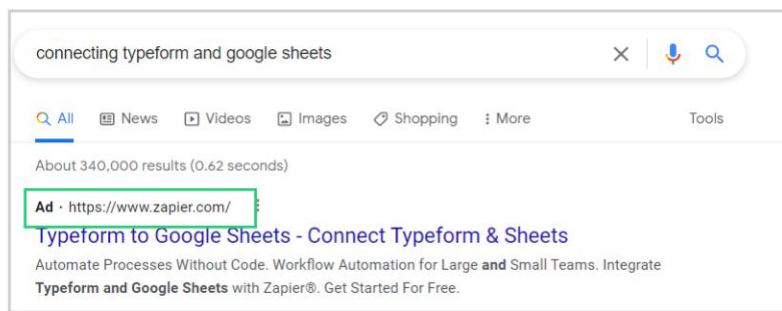 connecting typeform and google sheets
All News Videos Images Shopping More Tools
About 340,000 results (0.62 seconds)
Ad · https://www.zapier.com/
Typeform to Google Sheets - Connect Typeform & Sheets
Automate Processes Without Code. Workflow Automation for Large and Small Teams. Integrate
Typeform and Google Sheets with Zapier®. Get Started For Free.